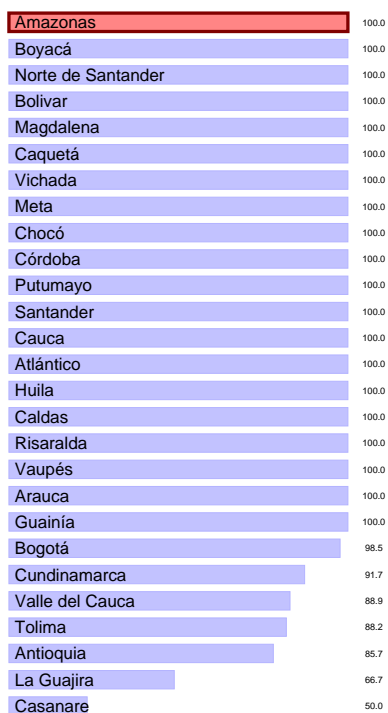 Amazonas 100.0
Boyacá 100.0
Norte de Santander 100.0
Bolivar 100.0
Magdalena 100.0
Caquetá 100.0
Vichada 100.0
Meta 100.0
Chocó 100.0
Córdoba 100.0
Putumayo 100.0
Santander 100.0
Cauca 100.0
Atlántico 100.0
Huila 100.0
Caldas 100.0
Risaralda 100.0
Vaupés 100.0
Arauca 100.0
Guainía 100.0
Bogotá 98.5
Cundinamarca 91.7
Valle del Cauca 88.9
Tolima 88.2
Antioquia 85.7
La Guajira 66.7
Casanare 50.0